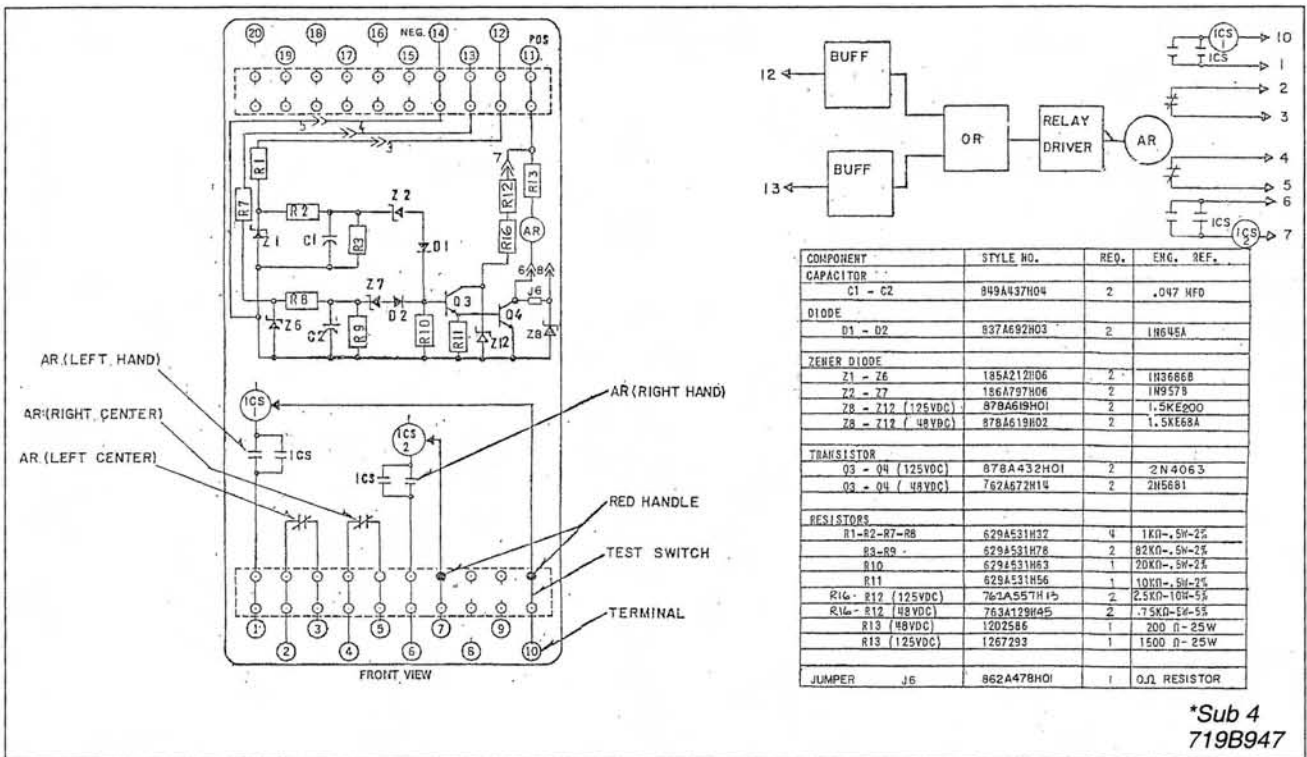 20 18 16 NEG. 14 12 POS
19 17 15 13 11
5 4
3
7
R1
R7
R12
R13
R2
Z2
Z1 C1 R3 D1
R16 AR
Z7
R8 D2 Q3 6 8
J6
Q4
Z6 C2 R9 R10 R11 Z12 Z8
AR.(LEFT HAND)
AR.(RIGHT CENTER)
AR.(LEFT CENTER)
ICS 1
ICS
ICS 2
ICS
AR (RIGHT HAND)
RED HANDLE
TEST SWITCH
TERMINAL
1 3 5 7 9
2 4 6 8 10
FRONT VIEW
12 BUFF
13 BUFF
OR
RELAY DRIVER
AR
ICS 1 10
ICS 1
2
3
4
5
6
ICS
ICS 2 7
COMPONENT NO. STYLE NO. REQ. ENG. REF.
CAPACITOR
C1 - C2 849A437H04 2 .047 MFD
DIODE
D1 - D2 837A692H03 2 1N645A
ZENER DIODE
Z1 - Z6 185A212H06 2 1N3686B
Z2 - Z7 186A797H06 2 1N957B
Z8 - Z12 (125VDC) 878A619H01 2 1.5KE200
Z8 - Z12 ( 48VDC) 878A619H02 2 1.5KE68A
TRANSISTOR
Q3 - Q4 (125VDC) 878A432H01 2 2N4063
Q3 - Q4 ( 48VDC) 762A672H14 2 2N5681
RESISTORS
R1-R2-R7-R8 629A531H32 4 1KΩ-.5W-2%
R3-R9 629A531H78 2 82KΩ-.5W-2%
R10 629A531H63 1 20KΩ-.5W-2%
R11 629A531H56 1 10KΩ-.5W-2%
R16- R12 (125VDC) 2 2.5KΩ-10W-5%
R16- R12 (48VDC) 763A129H45 2 .75KΩ-5W-5%
R13 (48VDC) 1202586 1 200 Ω-25W
R13 (125VDC) 1267293 1 1500 Ω-25W
JUMPER J6 862A478H01 1 0Ω RESISTOR
*Sub 4
719B947